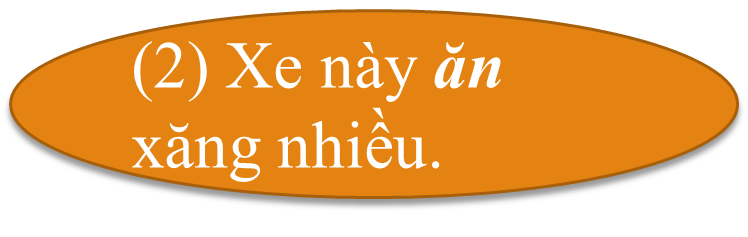 (2) Xe này ăn
xăng nhiều.